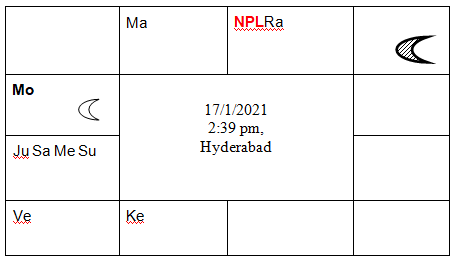 Ma
NPLRa
Mo
17/1/2021
2:39 pm,
Hyderabad
Ju Sa Me Su
Ve
Ke